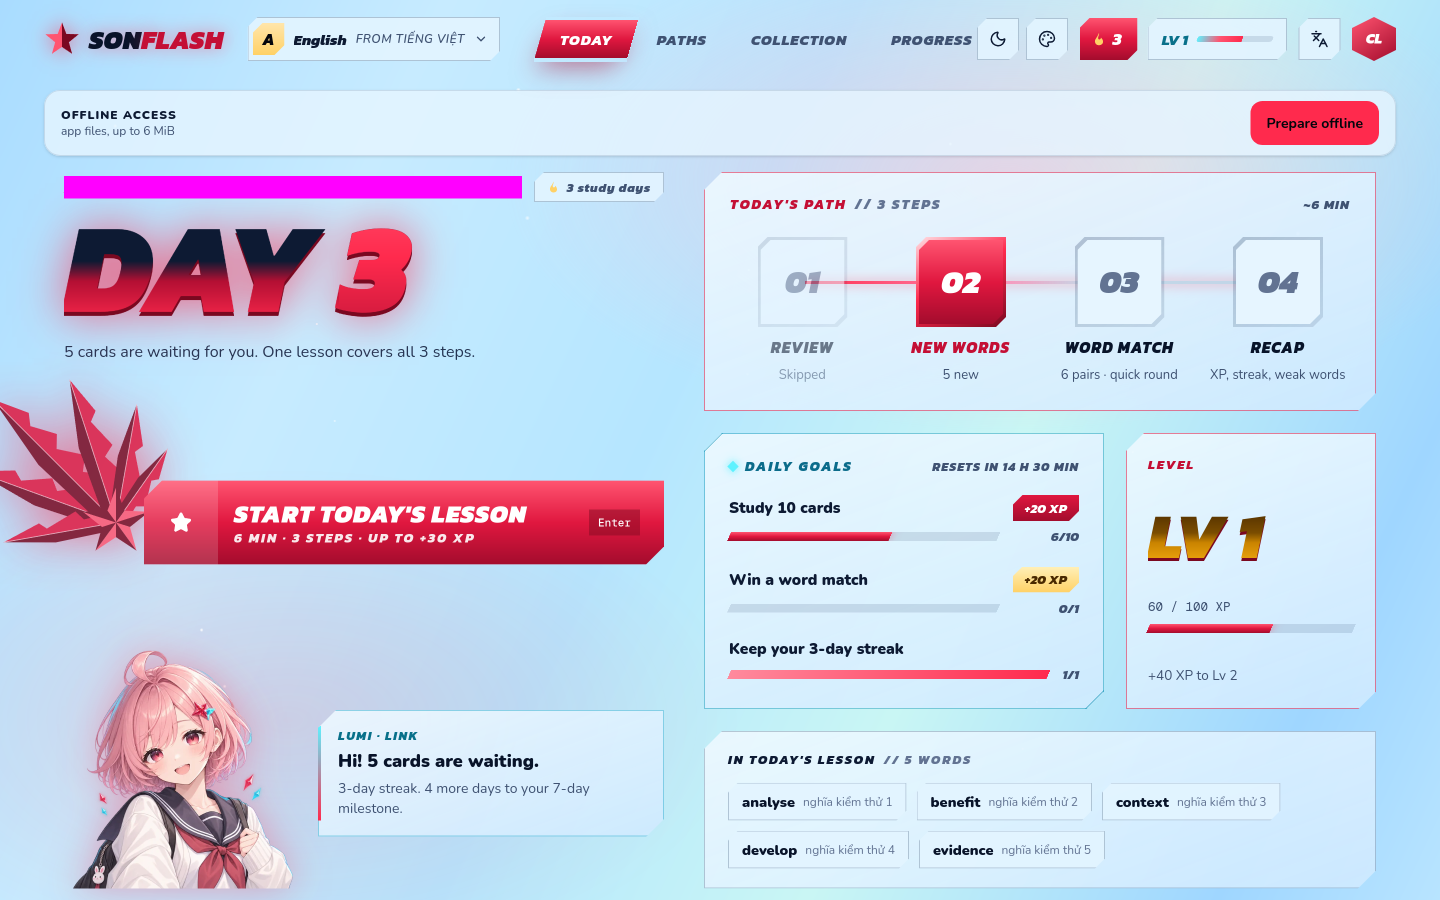 SONFLASH
A English FROM TIẾNG VIỆT
TODAY
PATHS
COLLECTION
PROGRESS
3
LV 1
CL
OFFLINE ACCESS
app files, up to 6 MiB
Prepare offline
3 study days
DAY 3
5 cards are waiting for you. One lesson covers all 3 steps.
START TODAY'S LESSON
6 MIN · 3 STEPS · UP TO +30 XP
Enter
LUMI · LINK
Hi! 5 cards are waiting.
3-day streak. 4 more days to your 7-day
milestone.
TODAY'S PATH // 3 STEPS
~6 MIN
01
02
03
04
REVIEW
NEW WORDS
WORD MATCH
RECAP
Skipped
5 new
6 pairs · quick round
XP, streak, weak words
DAILY GOALS
RESETS IN 14 H 30 MIN
Study 10 cards
+20 XP
6/10
Win a word match
+20 XP
0/1
Keep your 3-day streak
1/1
LEVEL
LV 1
60 / 100 XP
+40 XP to Lv 2
IN TODAY'S LESSON // 5 WORDS
analyse nghĩa kiểm thử 1
benefit nghĩa kiểm thử 2
context nghĩa kiểm thử 3
develop nghĩa kiểm thử 4
evidence nghĩa kiểm thử 5